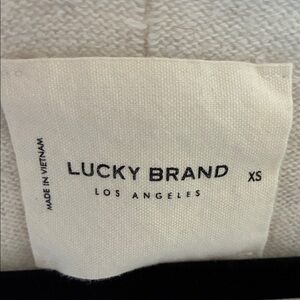 MADE IN VIETNAM
LUCKY BRAND
XS
LOS ANGELES